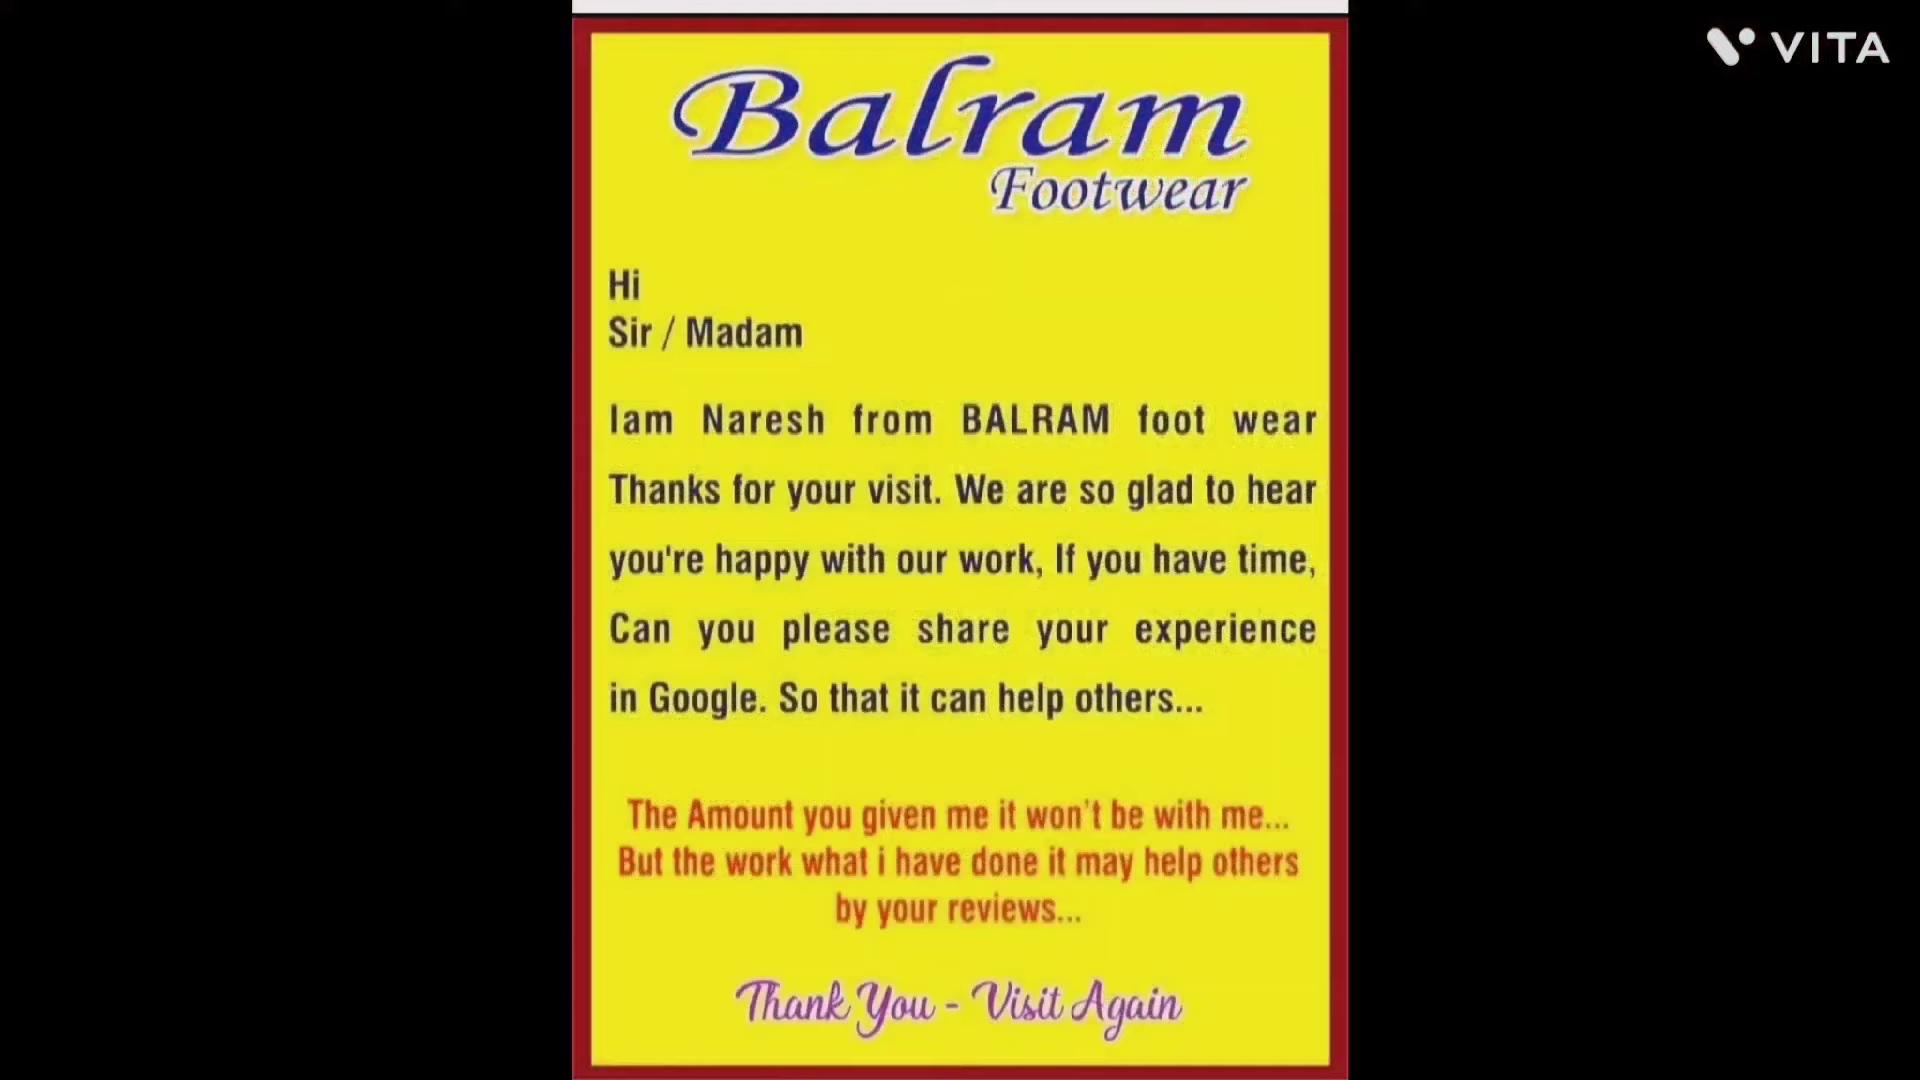 VITA
Balram
Footwear
Hi
Sir / Madam
Iam Naresh from BALRAM foot wear
Thanks for your visit. We are so glad to hear
you're happy with our work, If you have time,
Can you please share your experience
in Google. So that it can help others...
The Amount you given me it won't be with me...
But the work what i have done it may help others
by your reviews...
Thank You - Visit Again